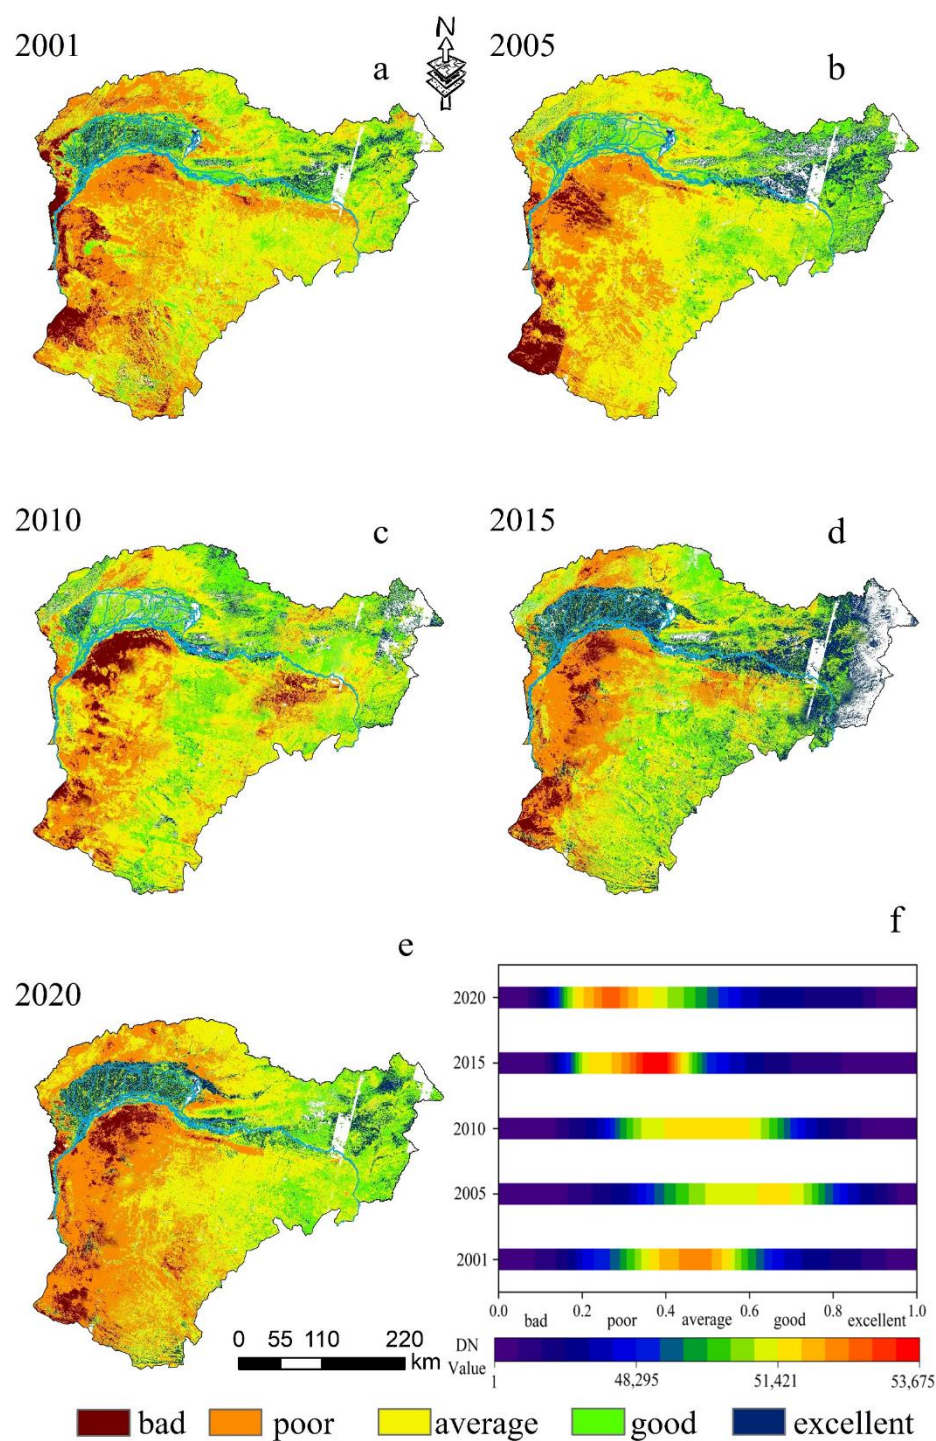 2001
a
N
2005
b
2010
c
2015
d
2020
e
f
2020
2015
2010
2005
2001
0.0 0.2 0.4 0.6 0.8 1.0
bad poor average good excellent
DN
Value
1 48,295 51,421 53,675
0 55 110 220
km
bad poor average good excellent